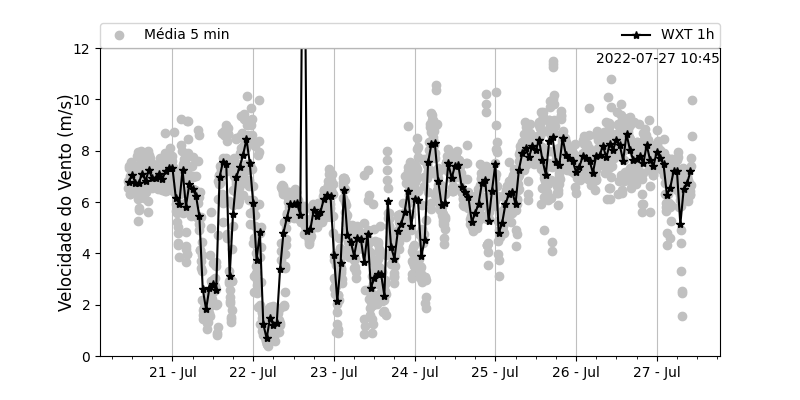 Média 5 min
WXT 1h
2022-07-27 10:45
Velocidade do Vento (m/s)
12
10
8
6
4
2
0
21 - Jul
22 - Jul
23 - Jul
24 - Jul
25 - Jul
26 - Jul
27 - Jul